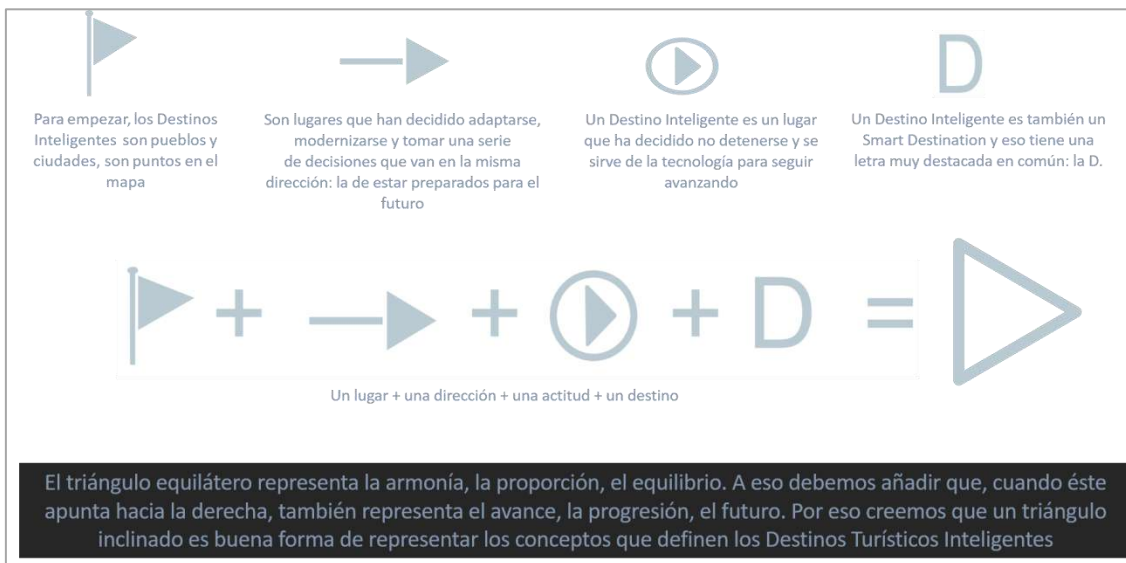 D
Para empezar, los Destinos
Inteligentes son pueblos y
ciudades, son puntos en el
mapa
Son lugares que han decidido adaptarse,
modernizarse y tomar una serie
de decisiones que van en la misma
dirección: la de estar preparados para el
futuro
Un Destino Inteligente es un lugar
que ha decidido no detenerse y se
sirve de la tecnología para seguir
avanzando
Un Destino Inteligente es también un
Smart Destination y eso tiene una
letra muy destacada en común: la D.
+ + + D =
Un lugar + una dirección + una actitud + un destino
El triángulo equilátero representa la armonía, la proporción, el equilibrio. A eso debemos añadir que, cuando éste
apunta hacia la derecha, también representa el avance, la progresión, el futuro. Por eso creemos que un triángulo
inclinado es buena forma de representar los conceptos que definen los Destinos Turísticos Inteligentes